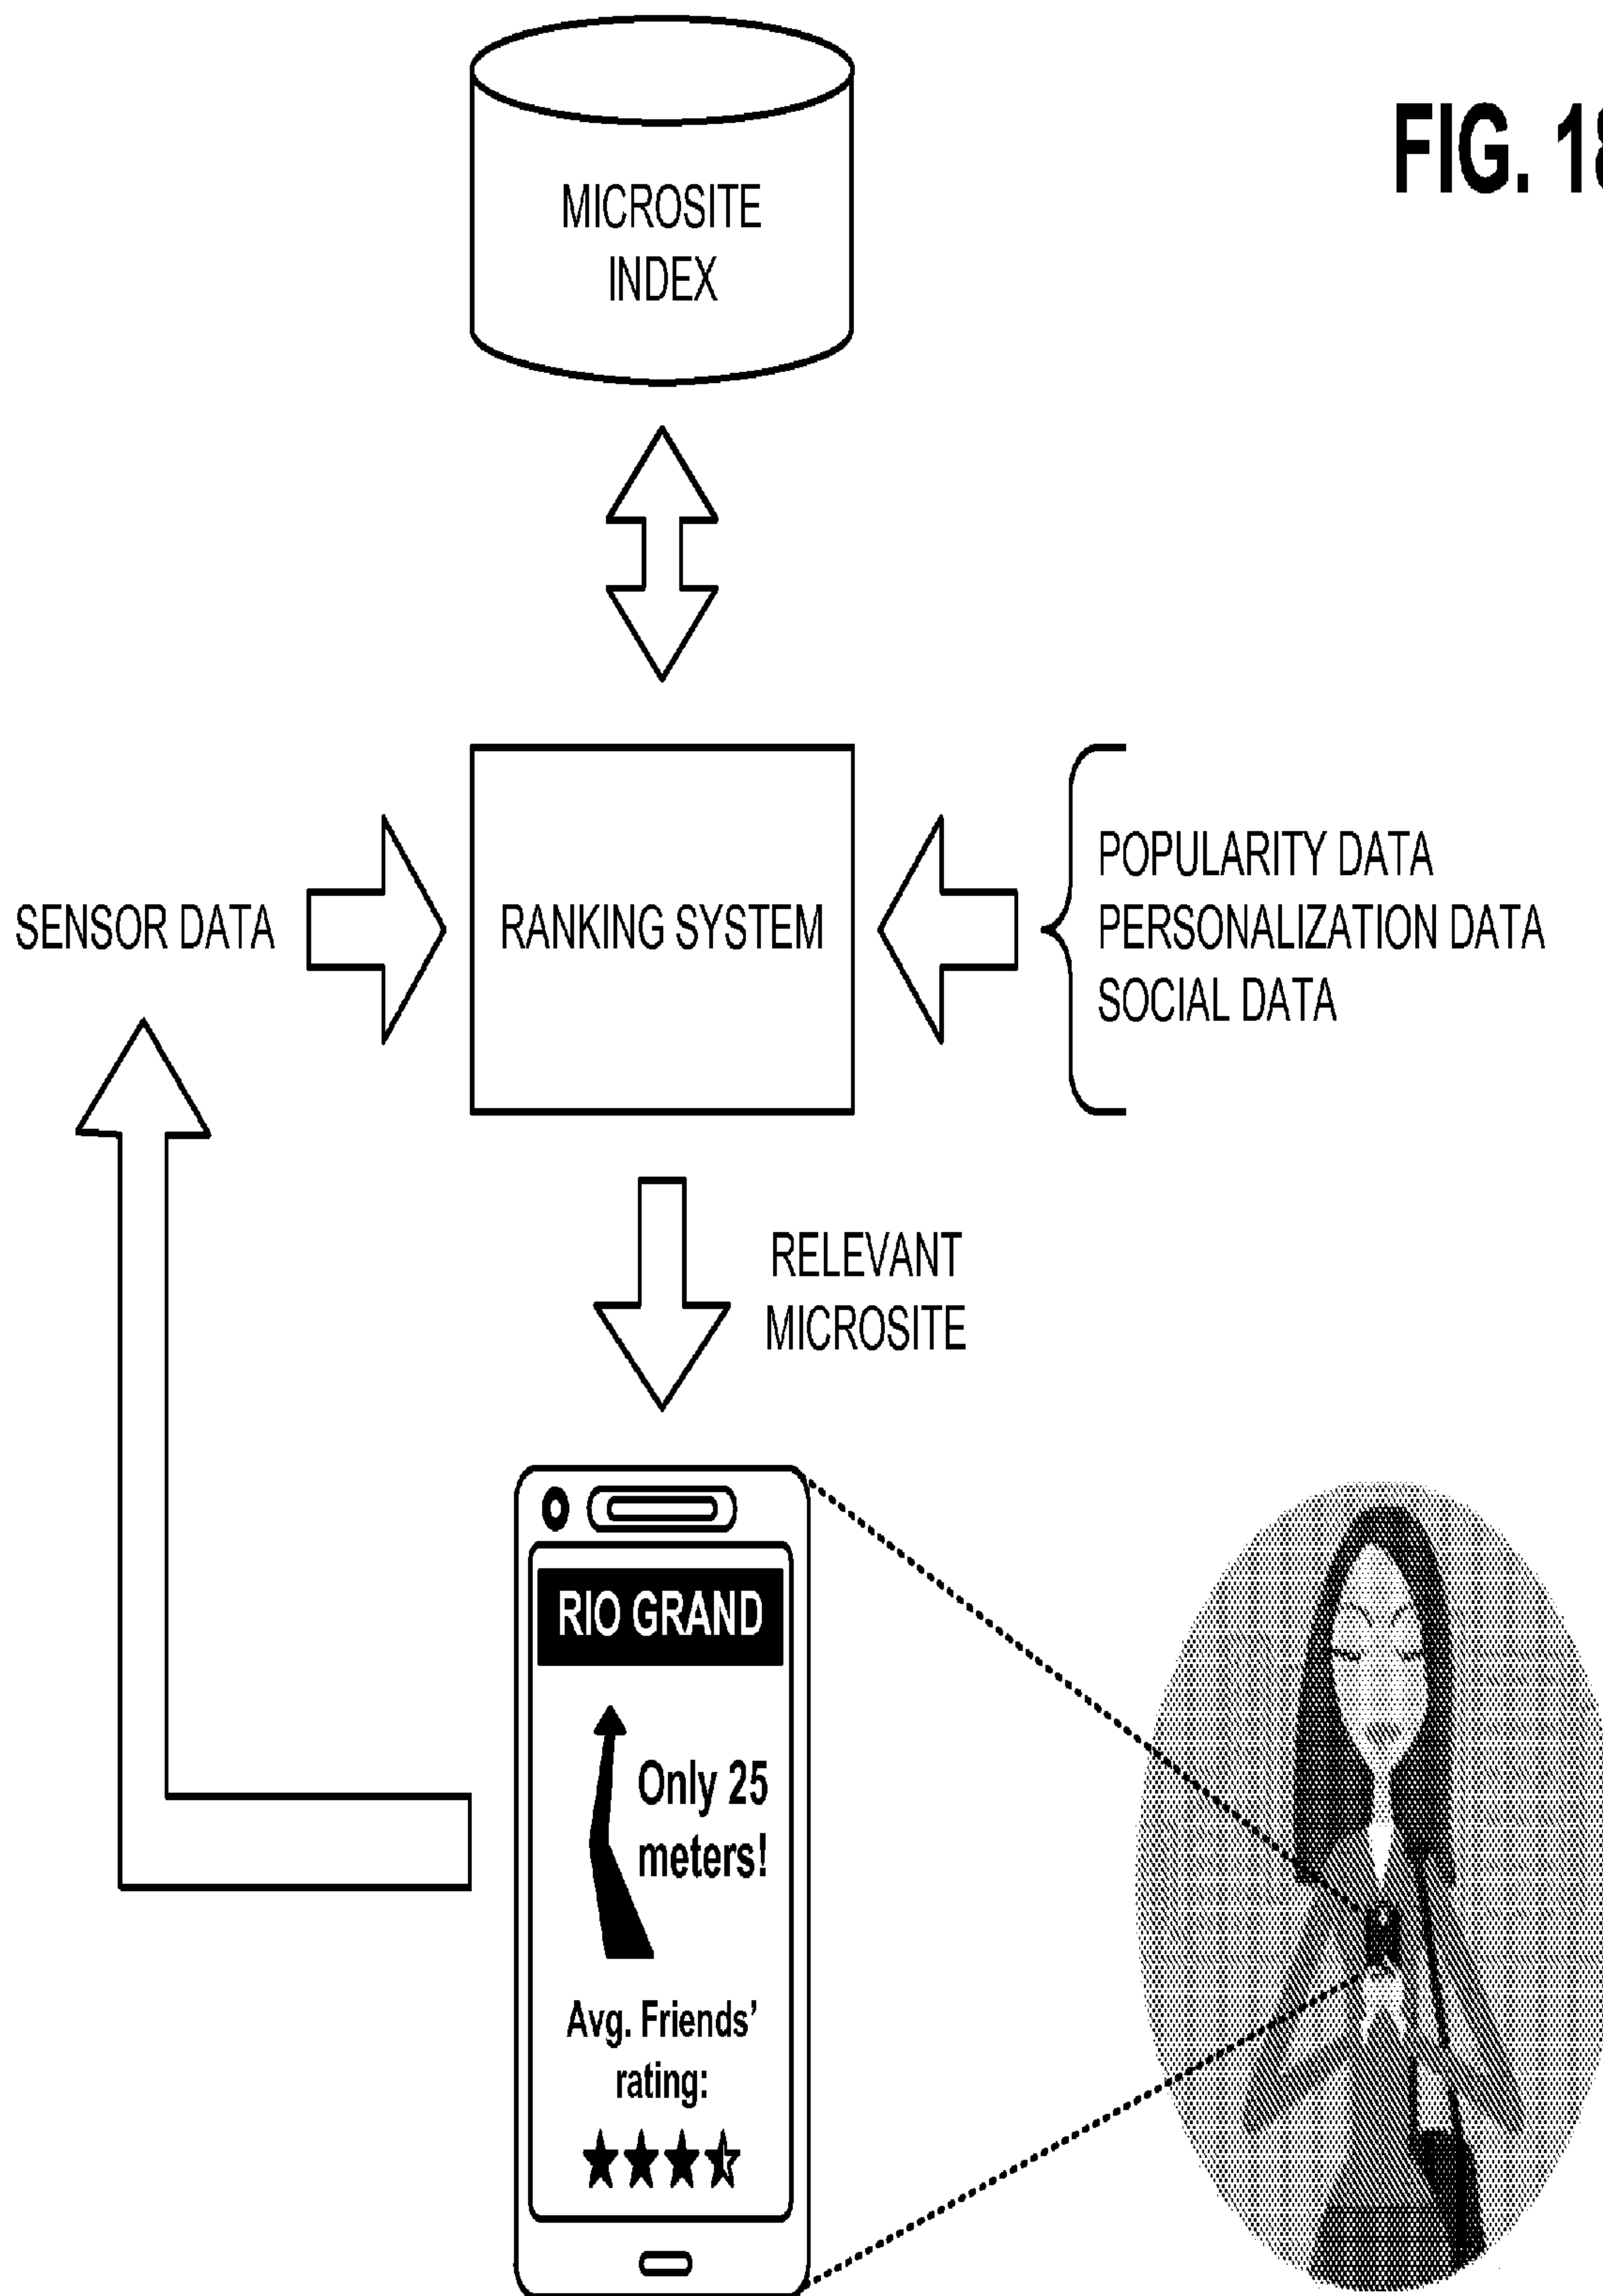 FIG. 18
MICROSITE
INDEX
SENSOR DATA
RANKING SYSTEM
POPULARITY DATA
PERSONALIZATION DATA
SOCIAL DATA
RELEVANT
MICROSITE
RIO GRAND
Only 25
meters!
Avg. Friends’
rating: